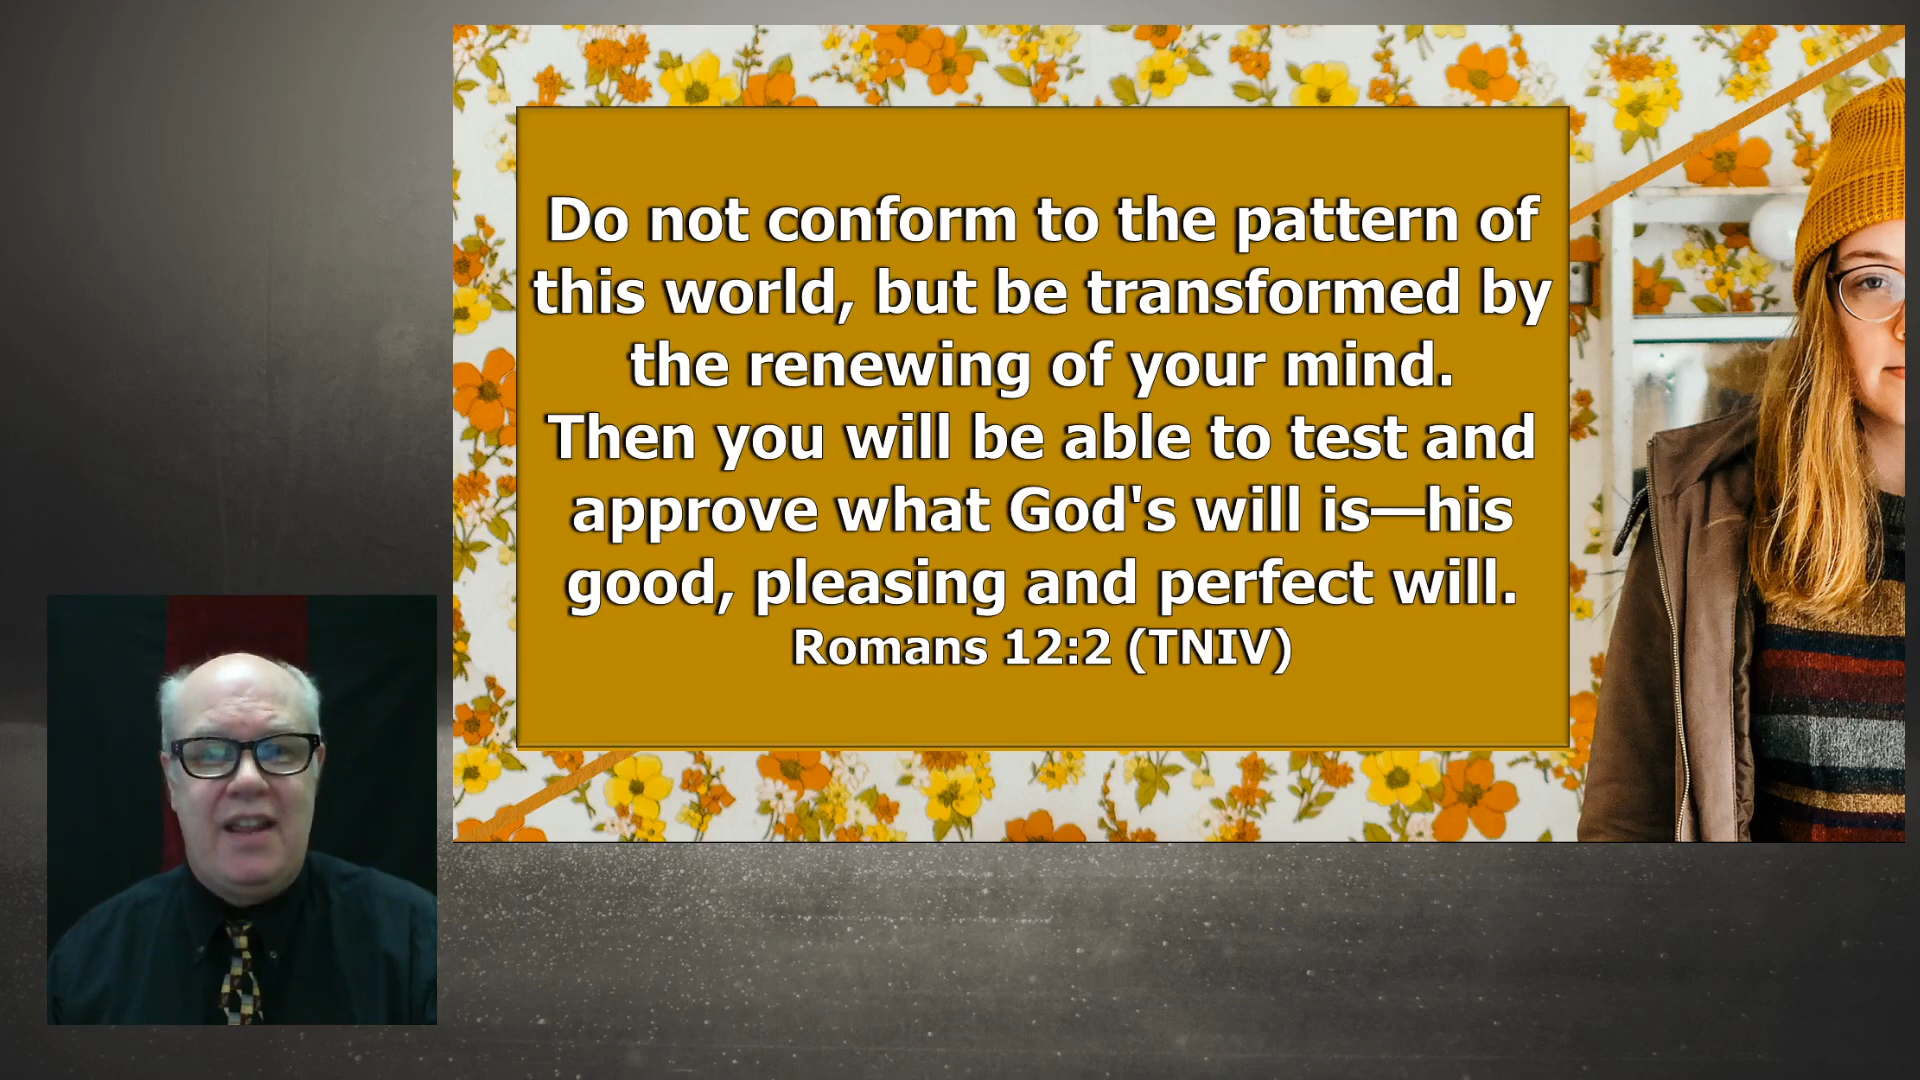 Do not conform to the pattern of
this world, but be transformed by
the renewing of your mind.
Then you will be able to test and
approve what God's will is—his
good, pleasing and perfect will.
Romans 12:2 (TNIV)